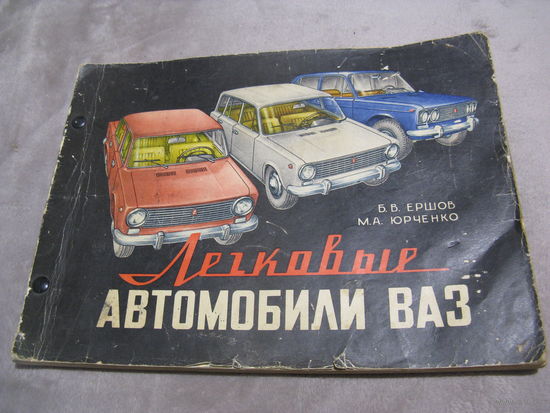 Б.В. ЕРШОВ
М.А. ЮРЧЕНКО
Легковые
АВТОМОБИЛИ ВАЗ